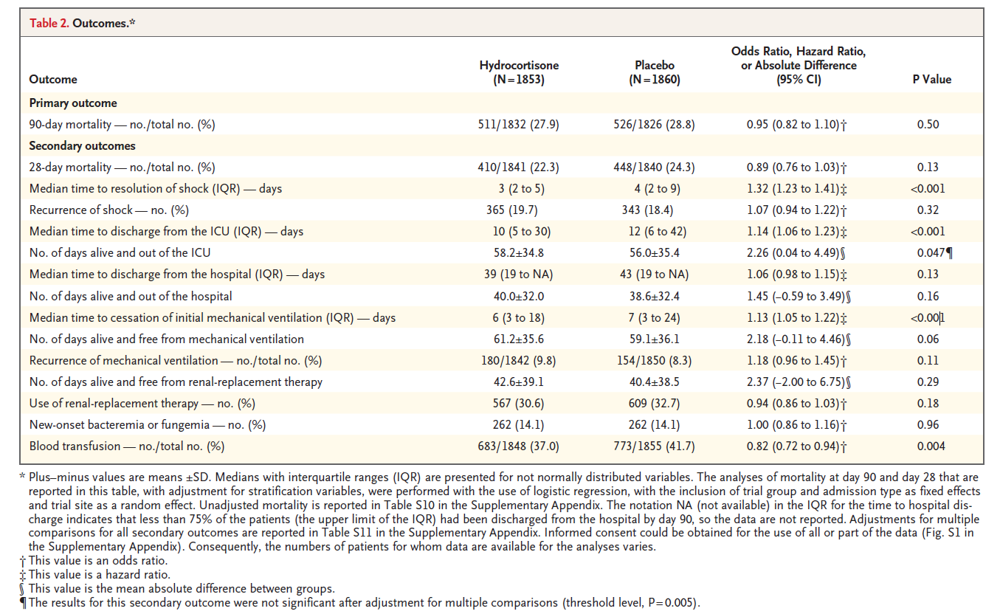 Table 2. Outcomes.*
Outcome Hydrocortisone (N=1853) Placebo (N=1860) Odds Ratio, Hazard Ratio, or Absolute Difference (95% CI) P Value
Primary outcome
90-day mortality — no./total no. (%) 511/1832 (27.9) 526/1826 (28.8) 0.95 (0.82 to 1.10)† 0.50
Secondary outcomes
28-day mortality — no./total no. (%) 410/1841 (22.3) 448/1840 (24.3) 0.89 (0.76 to 1.03)† 0.13
Median time to resolution of shock (IQR) — days 3 (2 to 5) 4 (2 to 9) 1.32 (1.23 to 1.41)‡ <0.001
Recurrence of shock — no. (%) 365 (19.7) 343 (18.4) 1.07 (0.94 to 1.22)† 0.32
Median time to discharge from the ICU (IQR) — days 10 (5 to 30) 12 (6 to 42) 1.14 (1.06 to 1.23)‡ <0.001
No. of days alive and out of the ICU 58.2±34.8 56.0±35.4 2.26 (0.04 to 4.49)§ 0.047¶
Median time to discharge from the hospital (IQR) — days 39 (19 to NA) 43 (19 to NA) 1.06 (0.98 to 1.15)‡ 0.13
No. of days alive and out of the hospital 40.0±32.0 38.6±32.4 1.45 (−0.59 to 3.49)§ 0.16
Median time to cessation of initial mechanical ventilation (IQR) — days 6 (3 to 18) 7 (3 to 24) 1.13 (1.05 to 1.22)‡ <0.001
No. of days alive and free from mechanical ventilation 61.2±35.6 59.1±36.1 2.18 (−0.11 to 4.46)§ 0.06
Recurrence of mechanical ventilation — no./total no. (%) 180/1842 (9.8) 154/1850 (8.3) 1.18 (0.96 to 1.45)† 0.11
No. of days alive and free from renal-replacement therapy 42.6±39.1 40.4±38.5 2.37 (−2.00 to 6.75)§ 0.29
Use of renal-replacement therapy — no. (%) 567 (30.6) 609 (32.7) 0.94 (0.86 to 1.03)† 0.18
New-onset bacteremia or fungemia — no. (%) 262 (14.1) 262 (14.1) 1.00 (0.86 to 1.16)† 0.96
Blood transfusion — no./total no. (%) 683/1848 (37.0) 773/1855 (41.7) 0.82 (0.72 to 0.94)† 0.004
* Plus–minus values are means ±SD. Medians with interquartile ranges (IQR) are presented for not normally distributed variables. The analyses of mortality at day 90 and day 28 that are
reported in this table, with adjustment for stratification variables, were performed with the use of logistic regression, with the inclusion of trial group and admission type as fixed effects
and trial site as a random effect. Unadjusted mortality is reported in Table S10 in the Supplementary Appendix. The notation NA (not available) in the IQR for the time to hospital dis-
charge indicates that less than 75% of the patients (the upper limit of the IQR) had been discharged from the hospital by day 90, so the data are not reported. Adjustments for multiple
comparisons for all secondary outcomes are reported in Table S11 in the Supplementary Appendix. Informed consent could be obtained for the use of all or part of the data (Fig. S1 in
the Supplementary Appendix). Consequently, the numbers of patients for whom data are available for the analyses varies.
† This value is an odds ratio.
‡ This value is a hazard ratio.
§ This value is the mean absolute difference between groups.
¶ The results for this secondary outcome were not significant after adjustment for multiple comparisons (threshold level, P=0.005).